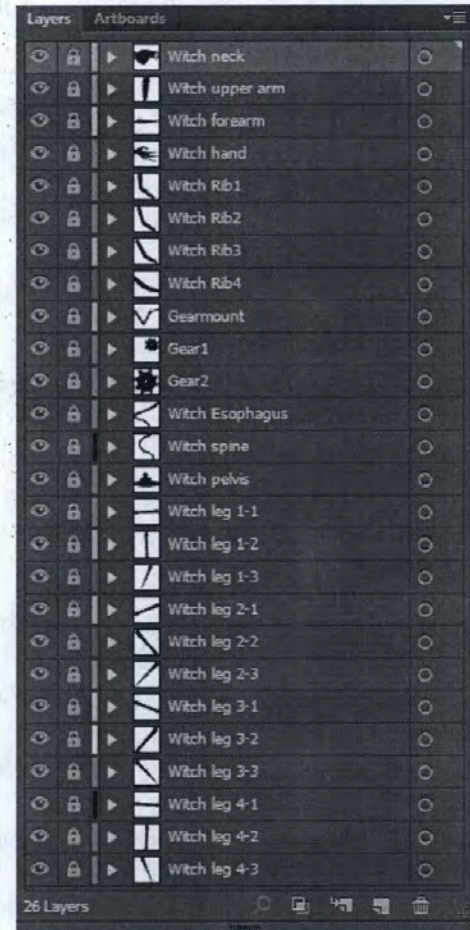 Layers Artboards
Witch neck
Witch upper arm
Witch forearm
Witch hand
Witch Rib1
Witch Rib2
Witch Rib3
Witch Rib4
Gearmount
Gear1
Gear2
Witch Esophagus
Witch spine
Witch pelvis
Witch leg 1-1
Witch leg 1-2
Witch leg 1-3
Witch leg 2-1
Witch leg 2-2
Witch leg 2-3
Witch leg 3-1
Witch leg 3-2
Witch leg 3-3
Witch leg 4-1
Witch leg 4-2
Witch leg 4-3
26 Layers